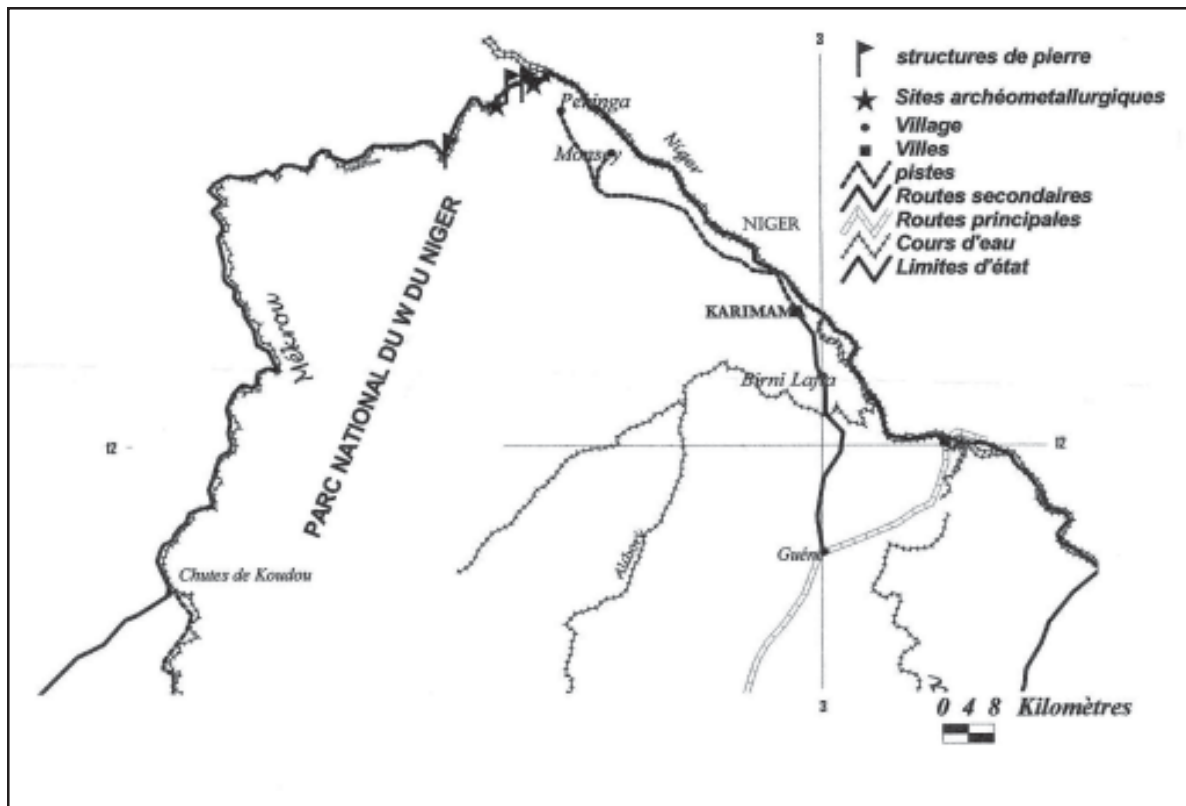 3
structures de pierre
Sites archéometallurgiques
Village
Villes
pistes
Routes secondaires
Routes principales
Cours d'eau
Limites d'état
Pekinga
Monsey
Niger
NIGER
PARC NATIONAL DU W DU NIGER
Mékrou
KARIMAMA
Birni Lafia
12
12
Alibory
Guéné
Chutes de Koudou
3
0 4 8 Kilomètres